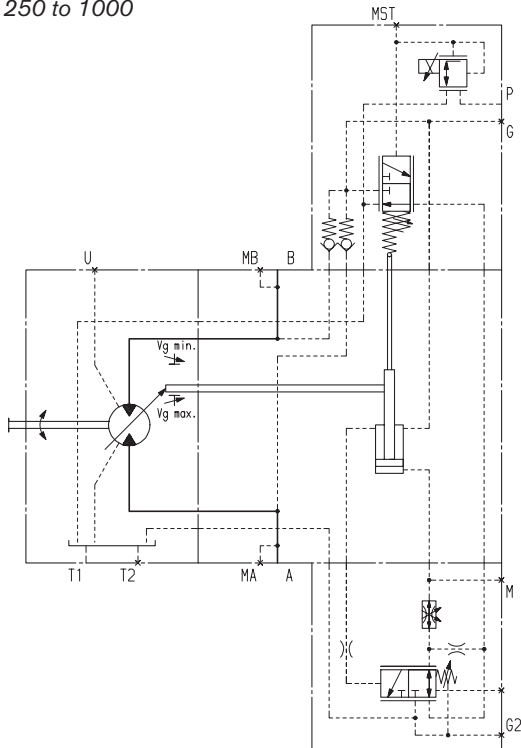 250 to 1000
MST
P
G
U
MB
B
Vg min.
Vg max.
T1
T2
MA
A
M
G2